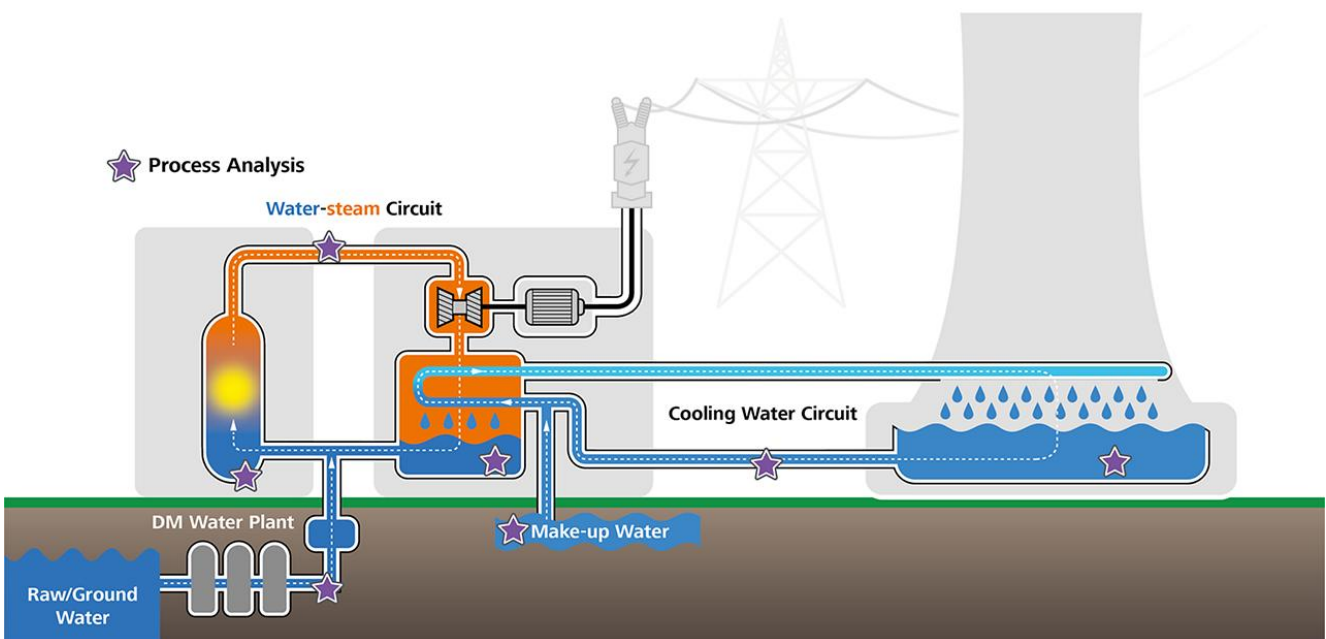 Process Analysis
Water-steam Circuit
Cooling Water Circuit
DM Water Plant
Make-up Water
Raw/Ground
Water